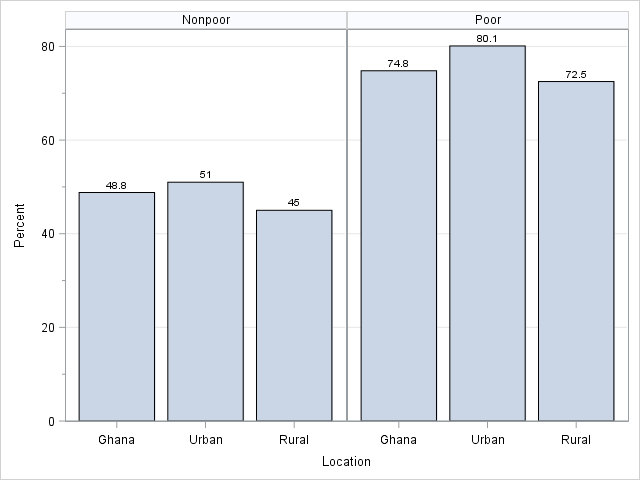 Nonpoor Poor
80
60
40
20
0
Percent
48.8 51 45 74.8 80.1 72.5
Ghana Urban Rural Ghana Urban Rural
Location